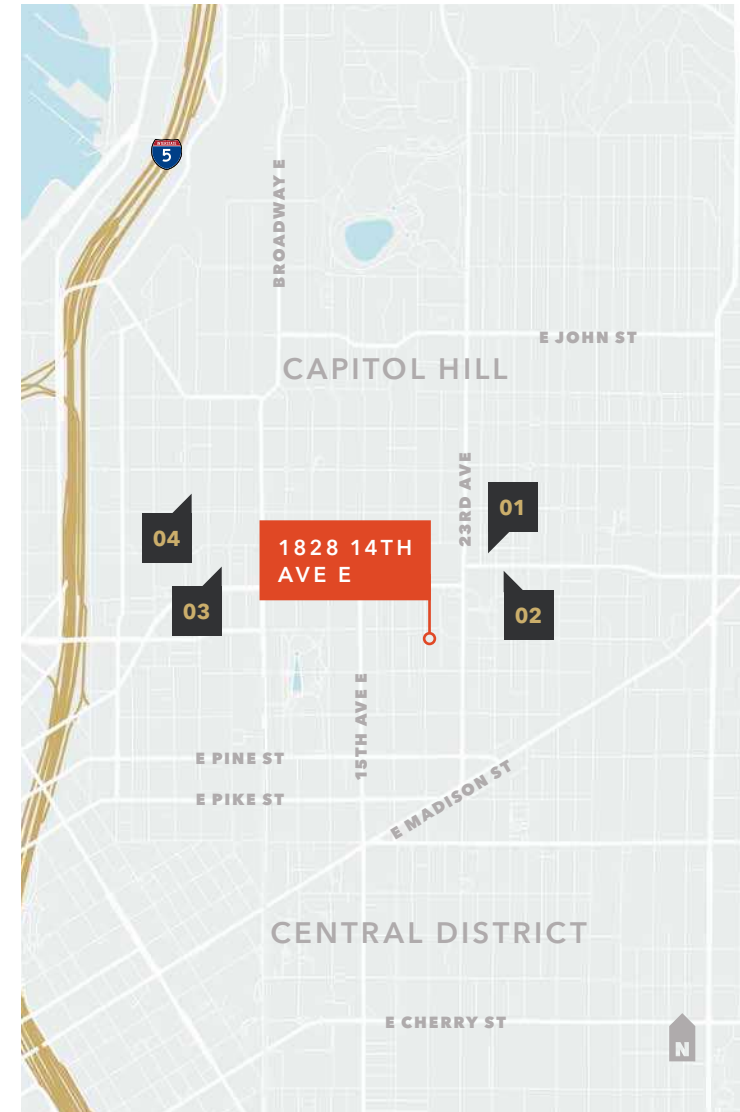 INTERSTATE
5
BROADWAY E
E JOHN ST
CAPITOL HILL
23RD AVE
01
04
1828 14TH
AVE E
03
02
15TH AVE E
E PINE ST
E PIKE ST
E MADISON ST
CENTRAL DISTRICT
E CHERRY ST
N